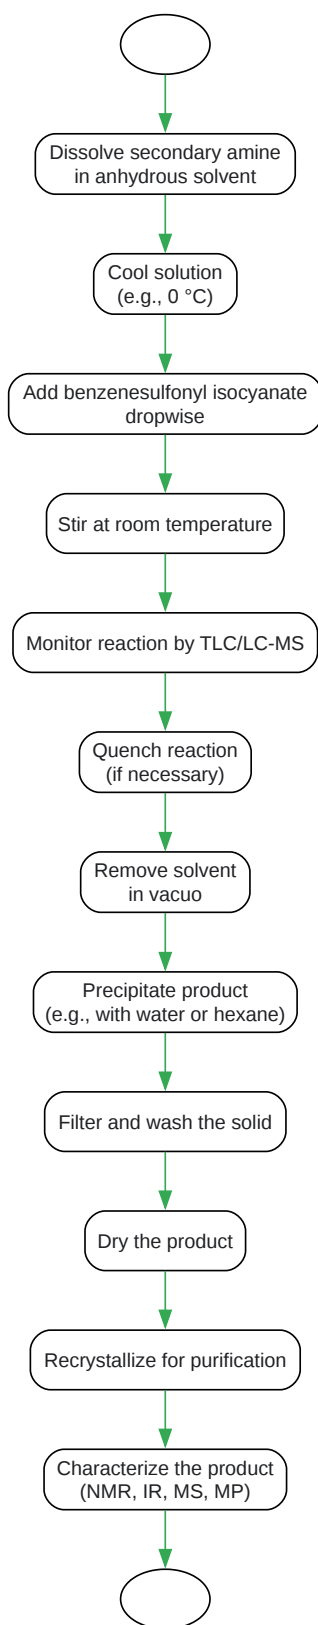 Dissolve secondary amine
in anhydrous solvent
Cool solution
(e.g., 0 °C)
Add benzenesulfonyl isocyanate
dropwise
Stir at room temperature
Monitor reaction by TLC/LC-MS
Quench reaction
(if necessary)
Remove solvent
in vacuo
Precipitate product
(e.g., with water or hexane)
Filter and wash the solid
Dry the product
Recrystallize for purification
Characterize the product
(NMR, IR, MS, MP)